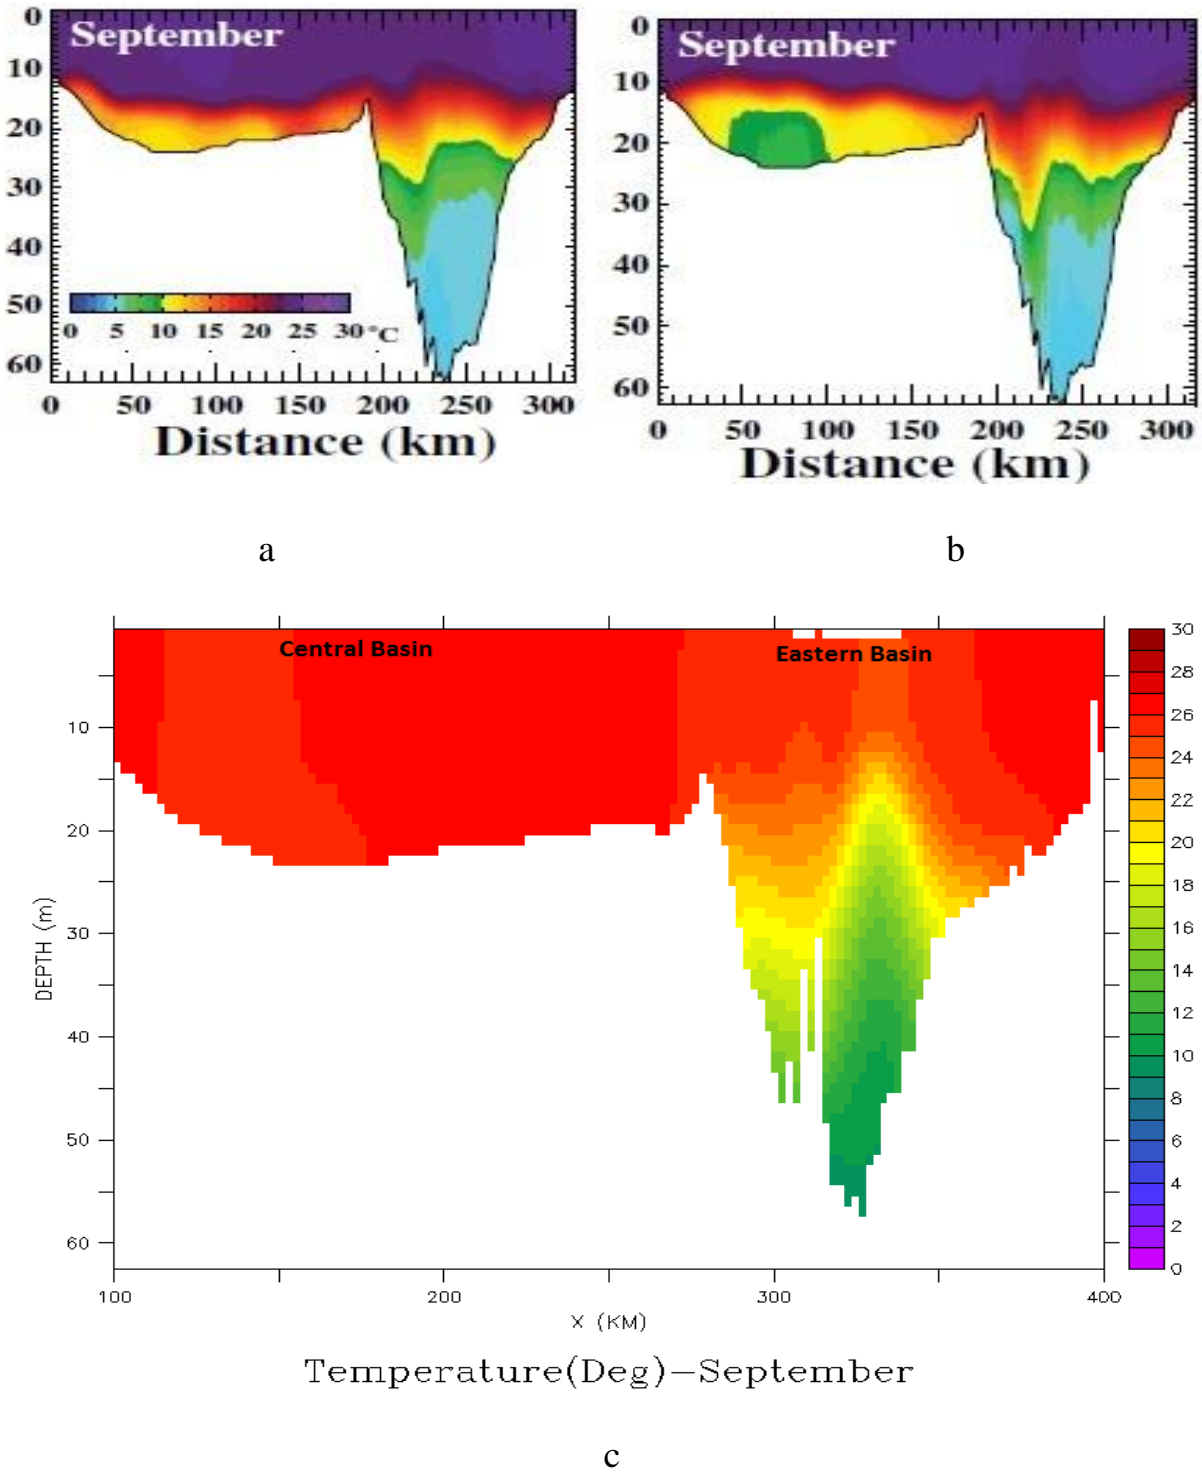 September
0
10
20
30
40
50
60
0 5 10 15 20 25 30 °C
0 50 100 150 200 250 300
Distance (km)
a
September
0
10
20
30
40
50
60
0 50 100 150 200 250 300
Distance (km)
b
Central Basin
Eastern Basin
10
20
30
40
50
60
DEPTH (m)
100 200 300 400
X (KM)
30
28
26
24
22
20
18
16
14
12
10
8
6
4
2
0
Temperature(Deg)–September
c